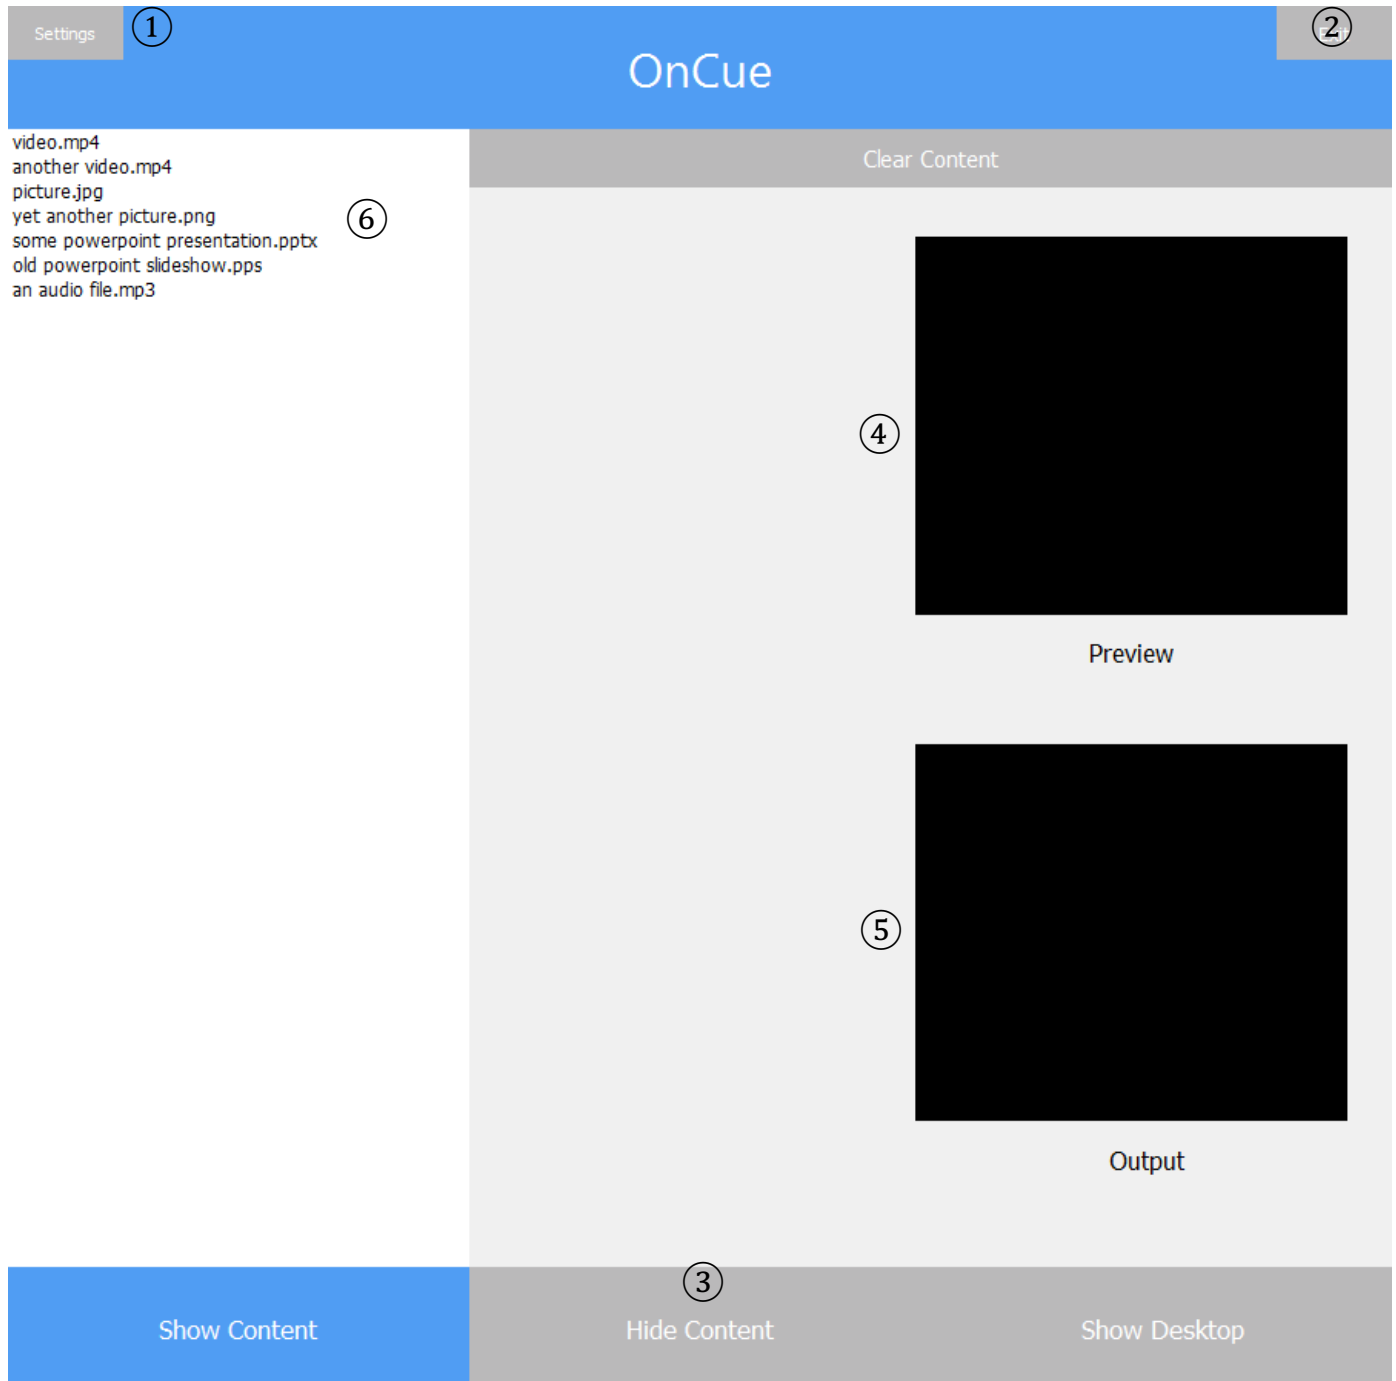 Settings
①
②
OnCue
video.mp4
another video.mp4
picture.jpg
yet another picture.png
some powerpoint presentation.pptx
old powerpoint slideshow.pps
an audio file.mp3
⑥
Clear Content
④
Preview
⑤
Output
③
Show Content
Hide Content
Show Desktop